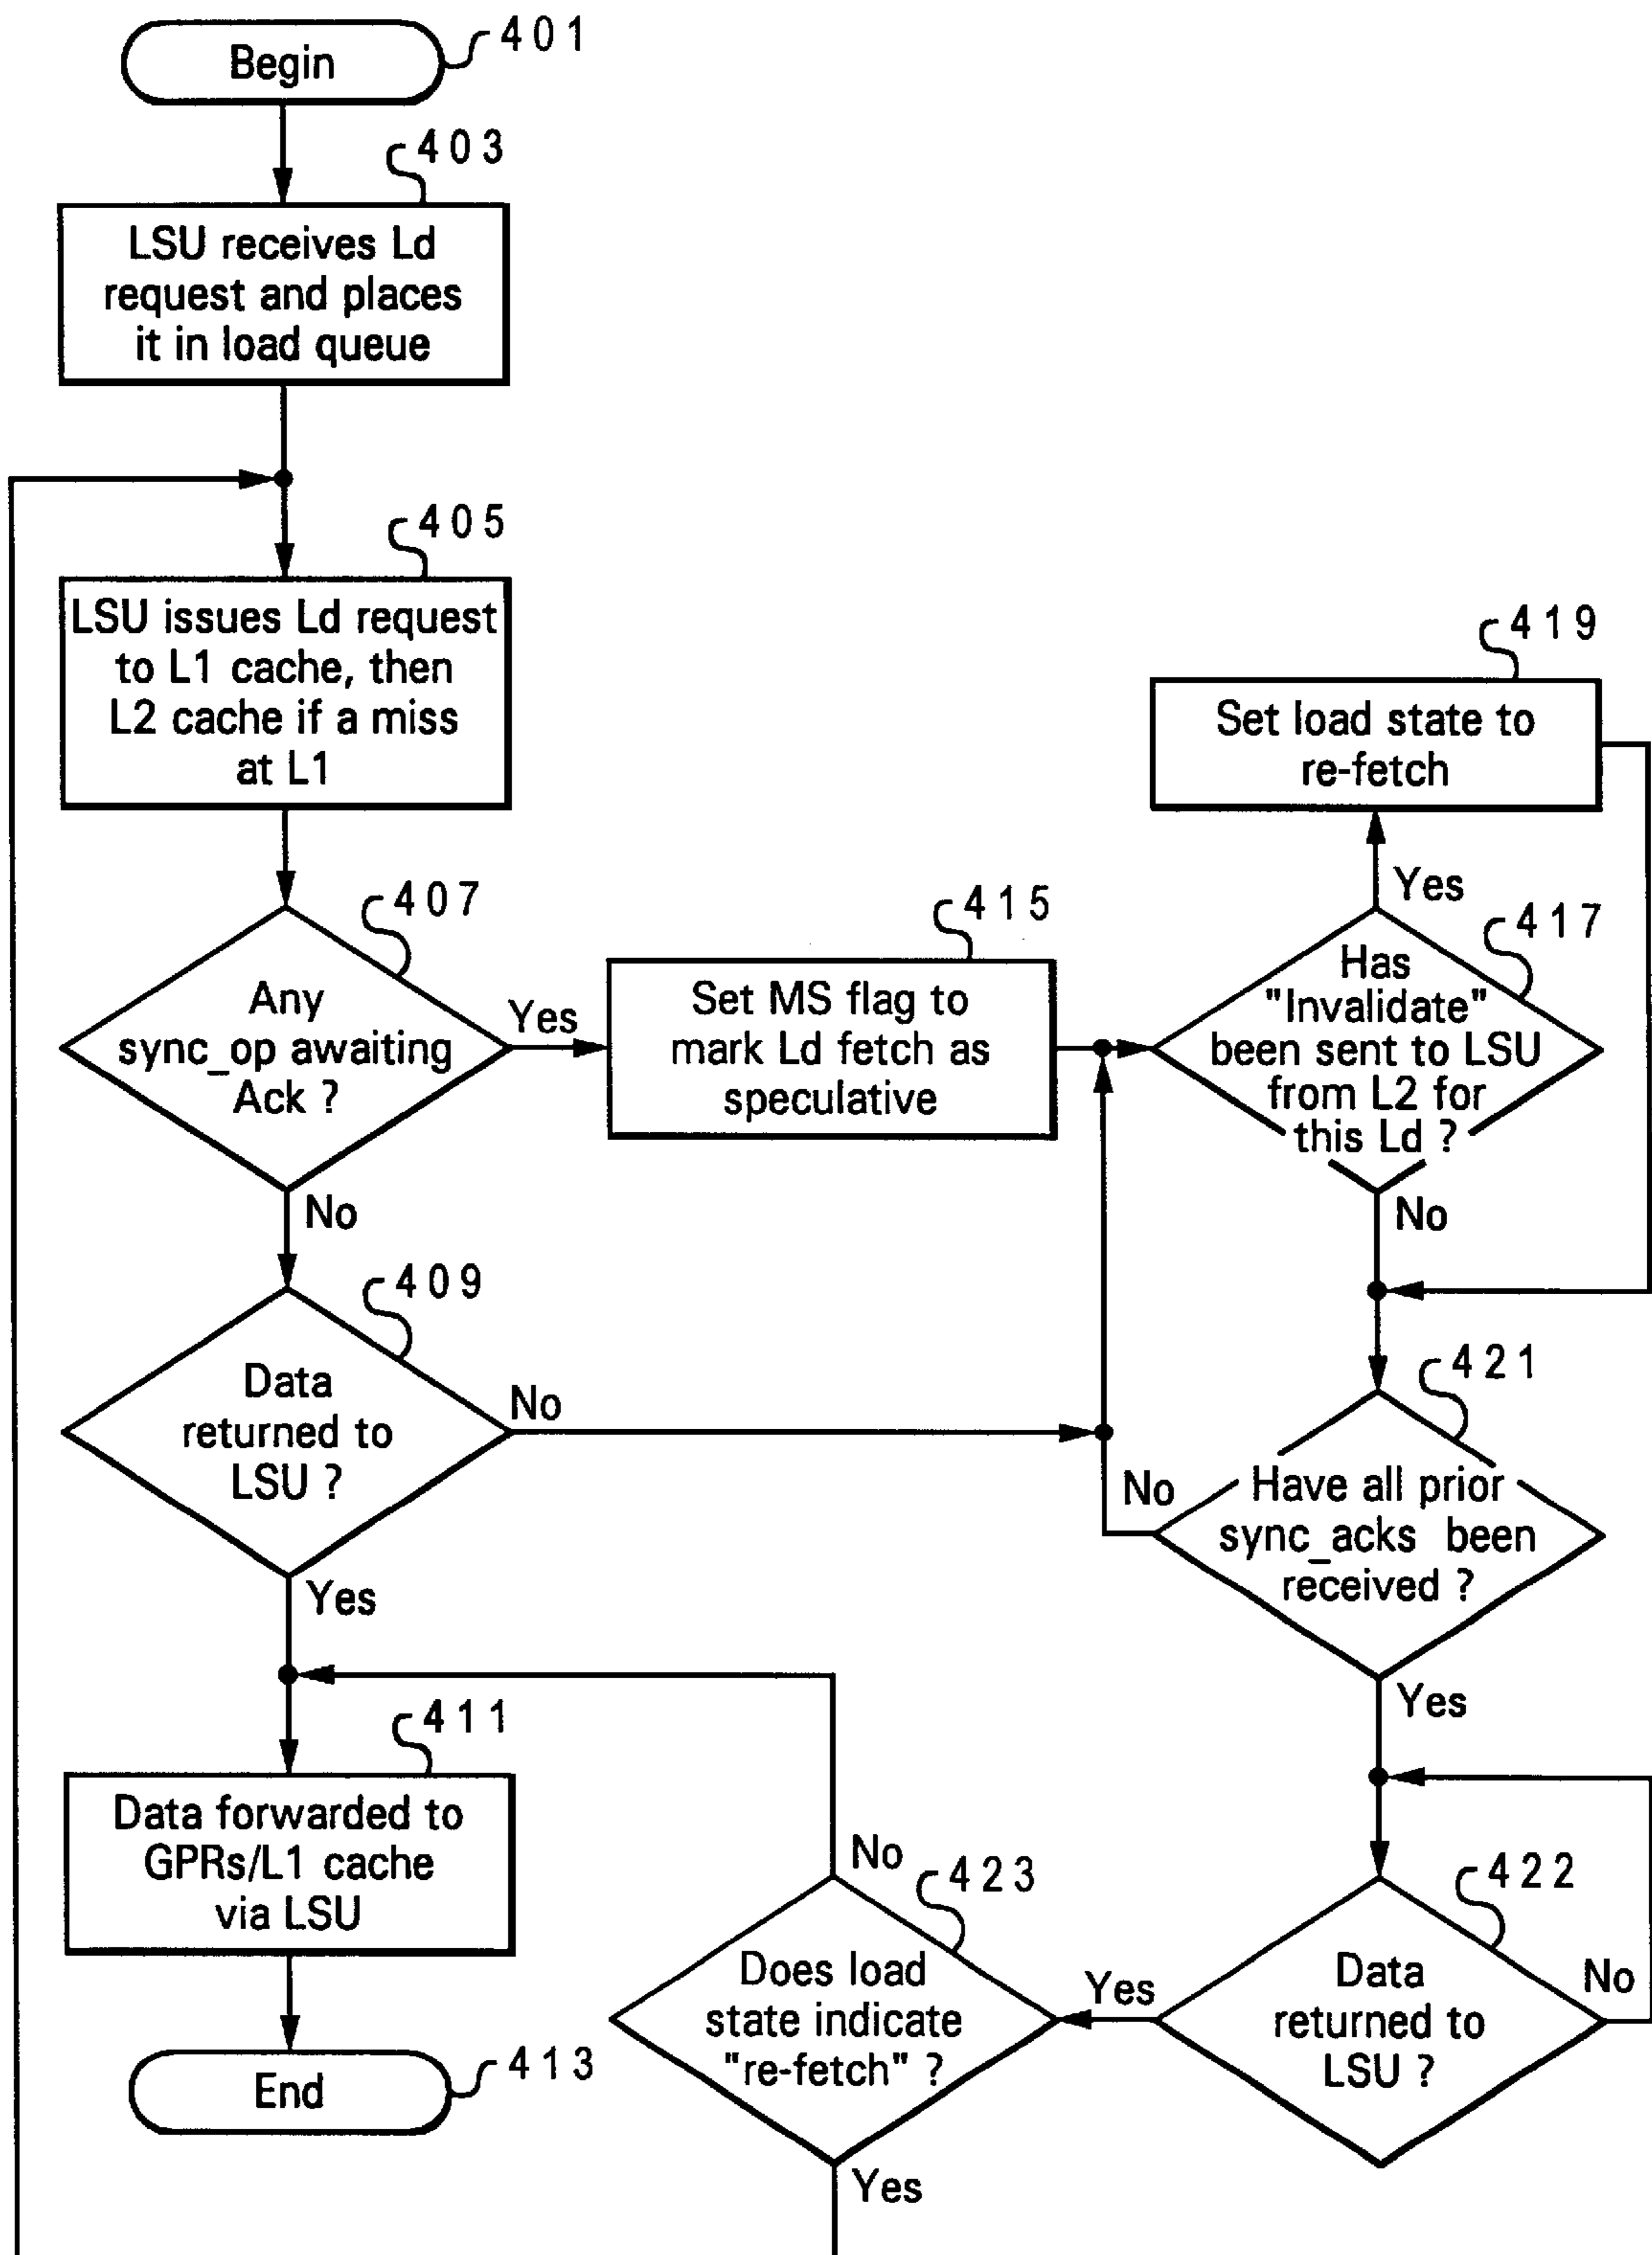 Begin
401
403
LSU receives Ld
request and places
it in load queue
405
LSU issues Ld request
to L1 cache, then
L2 cache if a miss
at L1
407
Any
sync_op awaiting
Ack ?
Yes
No
415
Set MS flag to
mark Ld fetch as
speculative
419
Set load state to
re-fetch
Yes
417
Has
"Invalidate"
been sent to LSU
from L2 for
this Ld ?
No
409
Data
returned to
LSU ?
No
Yes
421
Have all prior
sync_acks been
received ?
No
Yes
411
Data forwarded to
GPRs/L1 cache
via LSU
413
End
422
Data
returned to
LSU ?
No
Yes
423
Does load
state indicate
"re-fetch" ?
No
Yes